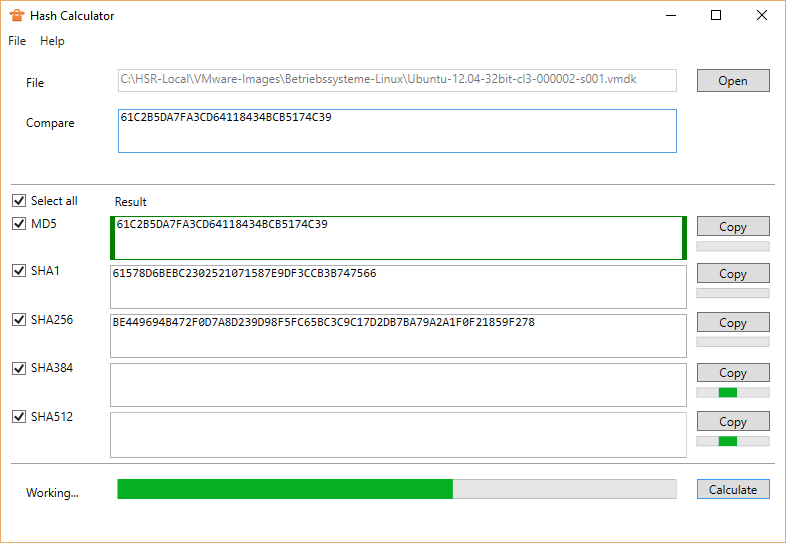 Hash Calculator
File Help
File C:\HSR-Local\VMware-Images\Betriebssysteme-Linux\Ubuntu-12.04-32bit-cl3-000002-s001.vmdk Open
Compare 61C2B5DA7FA3CD64118434BCB5174C39
Select all Result
MD5 61C2B5DA7FA3CD64118434BCB5174C39 Copy
SHA1 61578D6BEBC2302521071587E9DF3CCB3B747566 Copy
SHA256 BE449694B472F0D7A8D239D98F5FC65BC3C9C17D2DB7BA79A2A1F0F21859F278 Copy
SHA384 Copy
SHA512 Copy
Working... Calculate